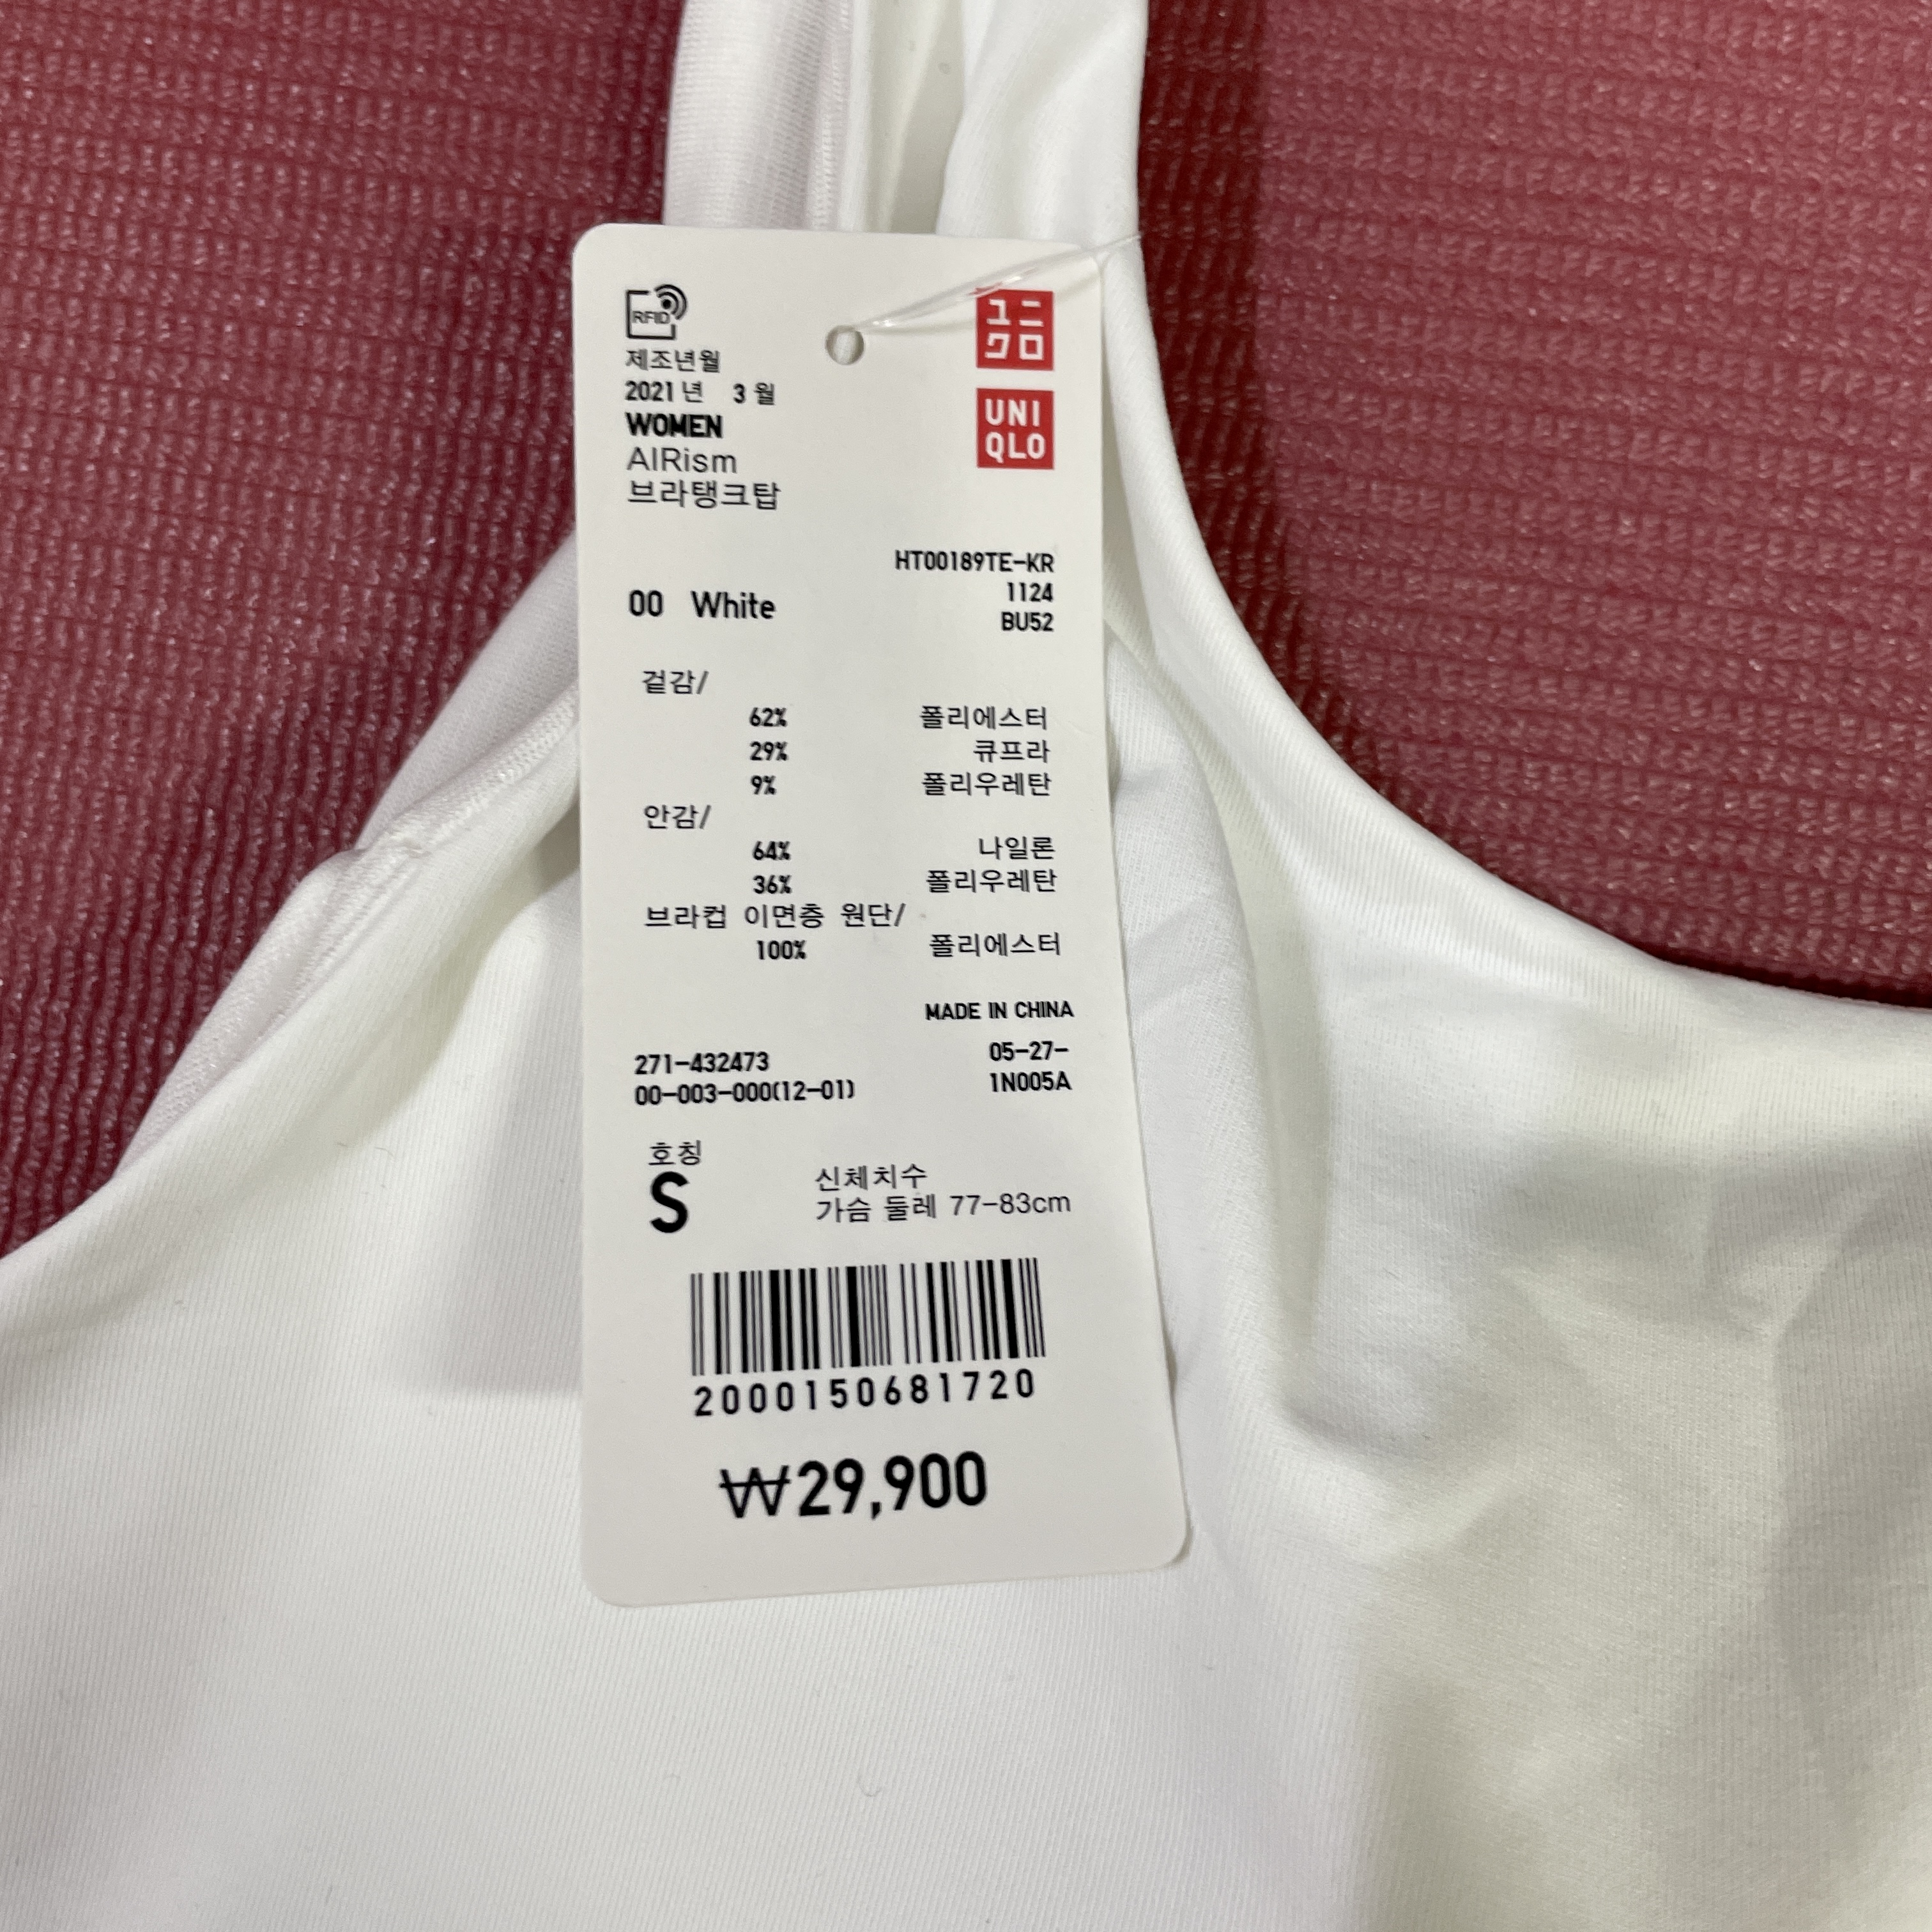 RFID
ユニ
クロ
제조년월
2021 년 3 월
UNI
QLO
WOMEN
AIRism
브라탱크탑
HT00189TE-KR
1124
00 White
BU52
겉감/
62% 폴리에스터
29% 큐프라
9% 폴리우레탄
안감/
64% 나일론
36% 폴리우레탄
브라컵 이면층 원단/
100% 폴리에스터
MADE IN CHINA
271-432473 05-27-
00-003-000(12-01) 1N005A
호칭
S
신체치수
가슴 둘레 77-83cm
2000150681720
₩29,900